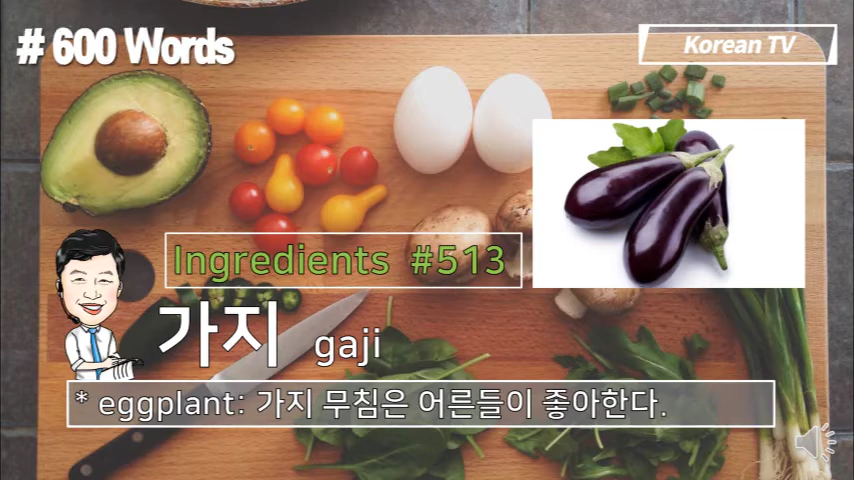 # 600 Words
Korean TV
Ingredients #513
가지 gaji
* eggplant: 가지 무침은 어른들이 좋아한다.